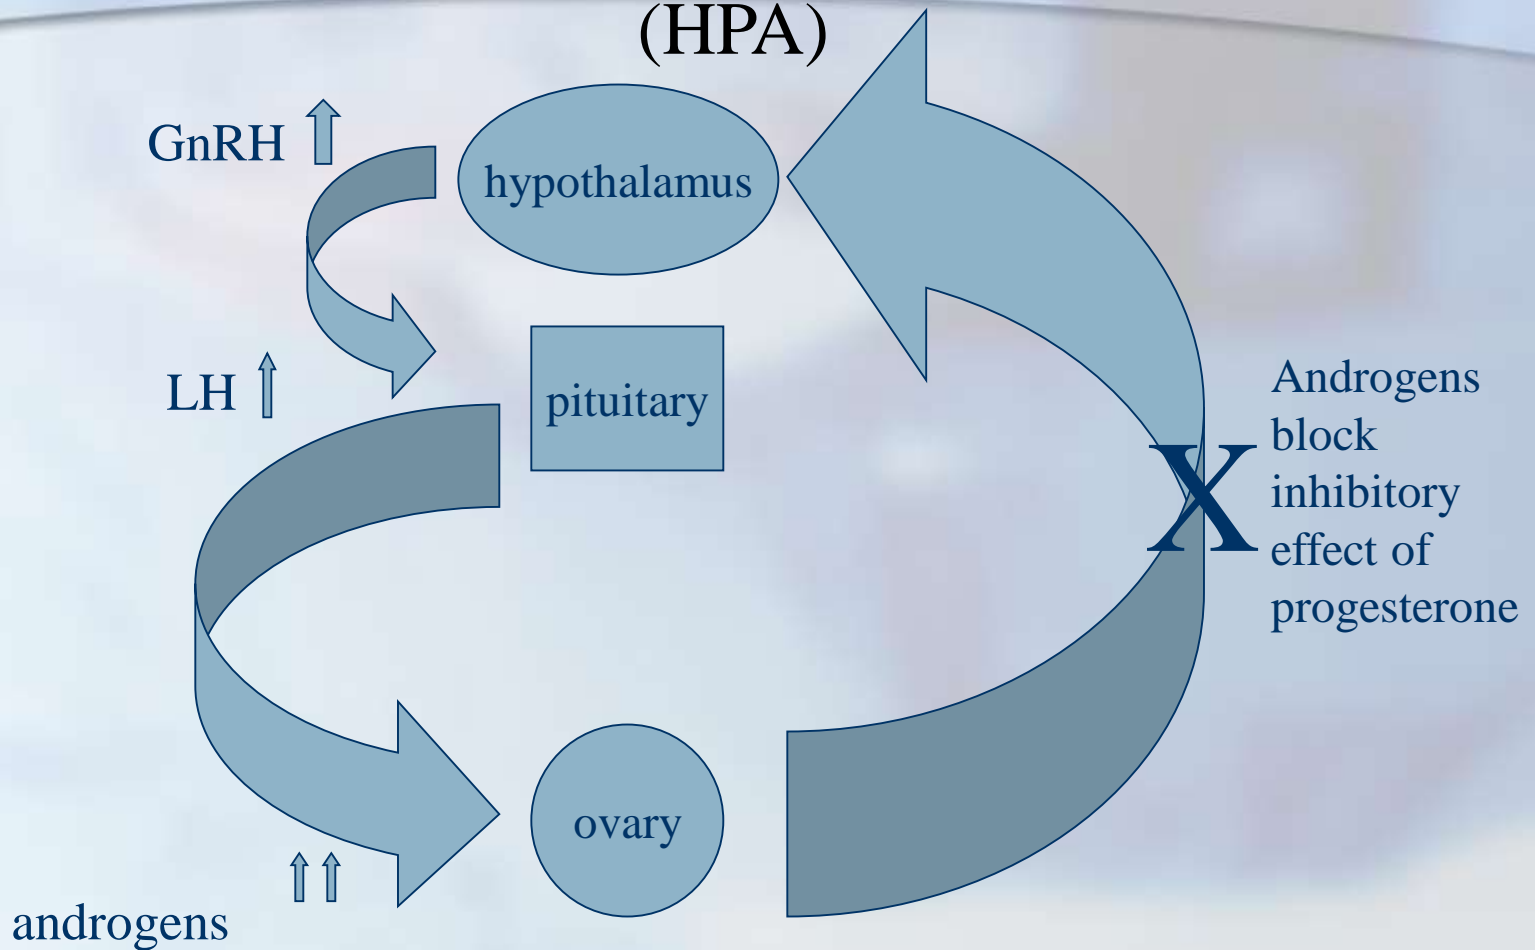 (HPA)
GnRH
hypothalamus
LH
pituitary
Androgens
block
inhibitory
effect of
progesterone
X
ovary
androgens